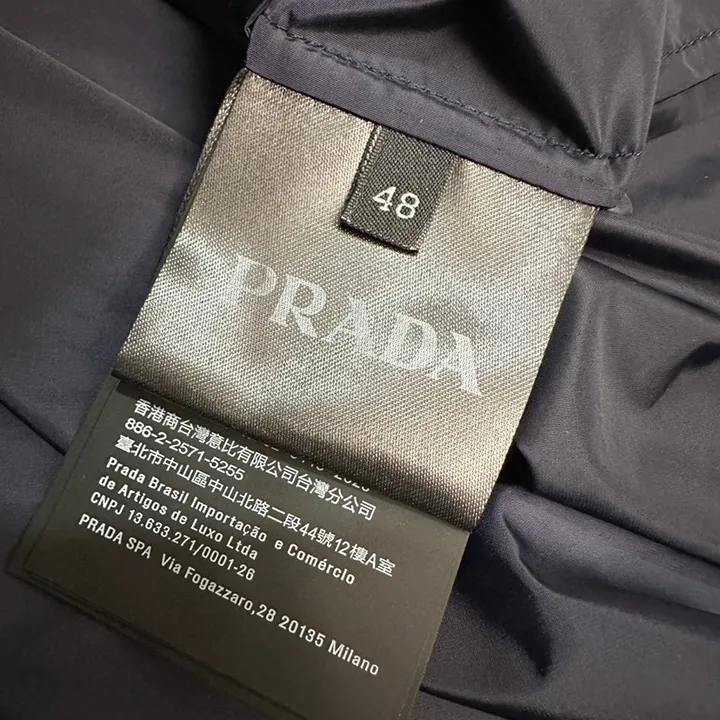 48
PRADA
香港商台灣意比有限公司台灣分公司
886-2-2571-5255
臺北市中山區中山北路二段44號12樓A室
Prada Brasil Importação e Comércio
de Artigos de Luxo Ltda
CNPJ 13.633.271/0001-26
PRADA SPA Via Fogazzaro,28 20135 Milano